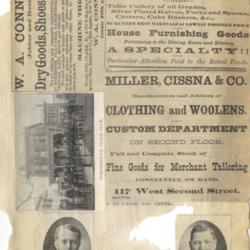 W. A. CONN
Dry Goods, Shoes
W. A. CONN
MACHINE
Table Cutlery of all Grades,
Silver Plated Knives, Forks and Spoons,
Castors, Cake Baskets, &c.,
House Furnishing Goods
Pertaining to the Dining Room and Kitchen
A SPECIALTY!!
Particular Attention Paid to the Retail Trade.
MILLER, CISSNA & CO.
Manufacturers and Jobbers of
CLOTHING and WOOLENS.
CUSTOM DEPARTMENT
ON SECOND FLOOR.
Full and Complete Stock of
Fine Goods for Merchant Tailoring
CONSTANTLY ON HAND.
117 West Second Street.